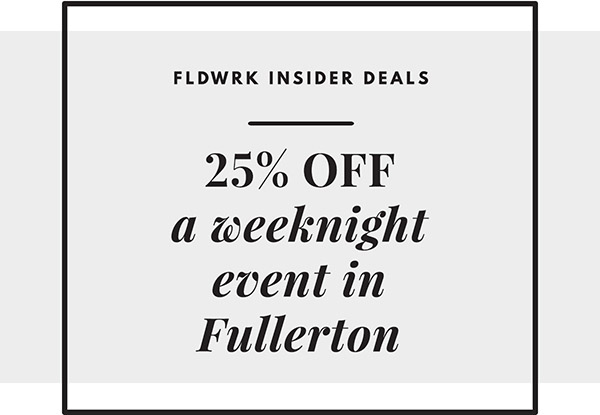 FLDWRK INSIDER DEALS
25% OFF
a weeknight
event in
Fullerton